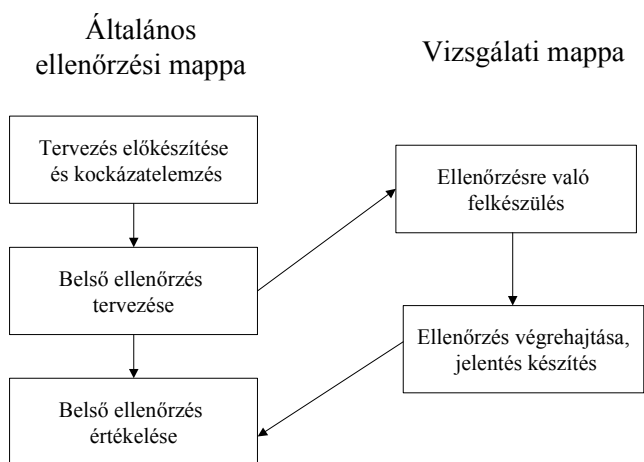 Általános
ellenőrzési mappa
Vizsgálati mappa
Tervezés előkészítése
és kockázatelemzés
Ellenőrzésre való
felkészülés
Belső ellenőrzés
tervezése
Ellenőrzés végrehajtása,
jelentés készítés
Belső ellenőrzés
értékelése